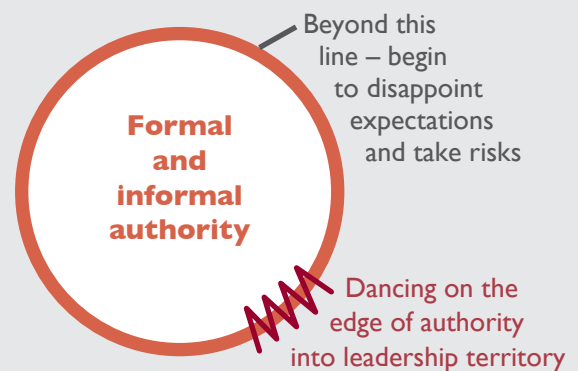 Beyond this
line – begin
to disappoint
expectations
and take risks
Formal
and
informal
authority
Dancing on the
edge of authority
into leadership territory